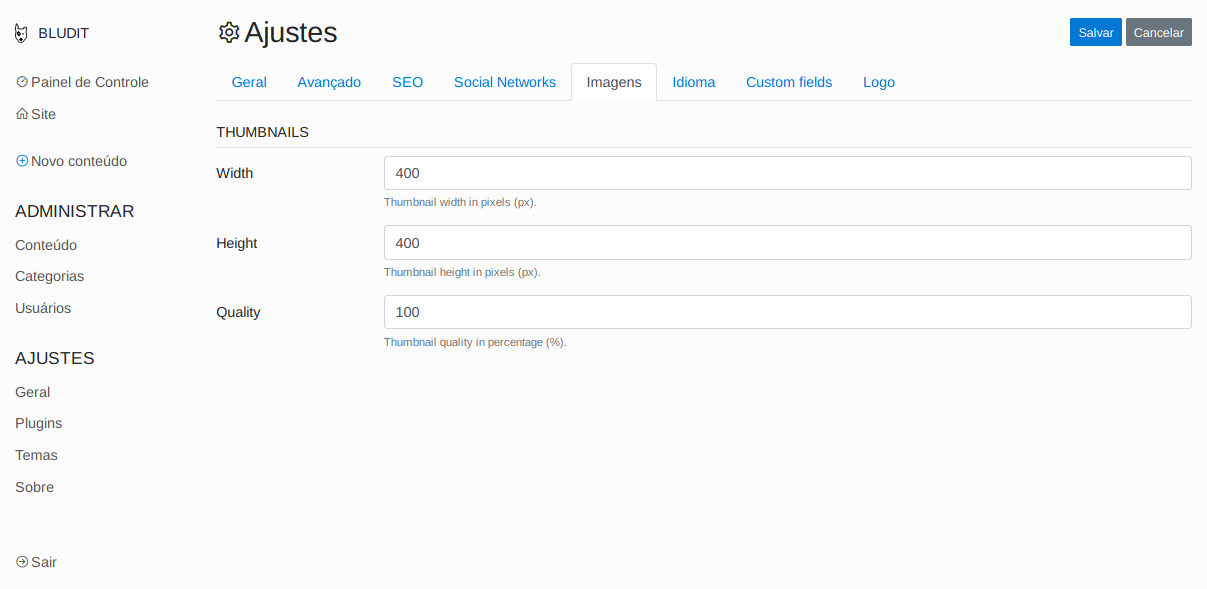 BLUDIT
Painel de Controle
Site
Novo conteúdo
ADMINISTRAR
Conteúdo
Categorias
Usuários
AJUSTES
Geral
Plugins
Temas
Sobre
Sair
Ajustes
Salvar Cancelar
Geral Avançado SEO Social Networks Imagens Idioma Custom fields Logo
THUMBNAILS
Width 400
Thumbnail width in pixels (px).
Height 400
Thumbnail height in pixels (px).
Quality 100
Thumbnail quality in percentage (%).